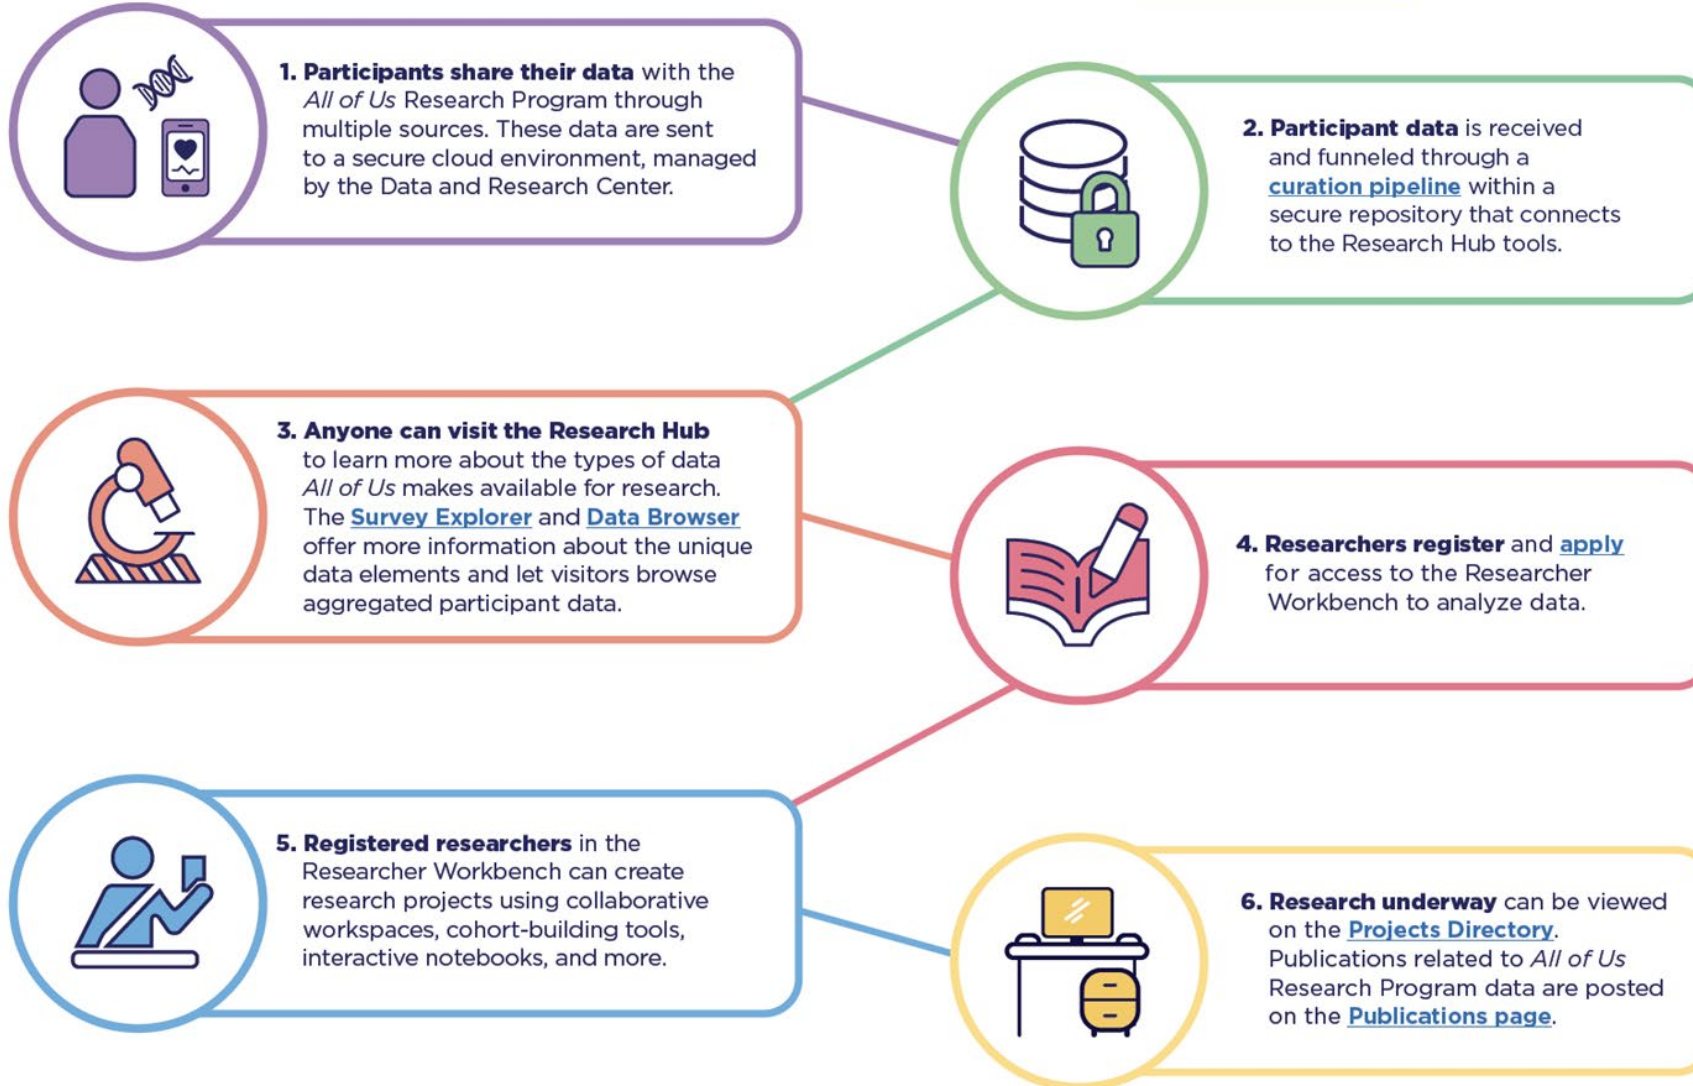 1. Participants share their data with the
All of Us Research Program through
multiple sources. These data are sent
to a secure cloud environment, managed
by the Data and Research Center.
2. Participant data is received
and funneled through a
curation pipeline within a
secure repository that connects
to the Research Hub tools.
3. Anyone can visit the Research Hub
to learn more about the types of data
All of Us makes available for research.
The Survey Explorer and Data Browser
offer more information about the unique
data elements and let visitors browse
aggregated participant data.
4. Researchers register and apply
for access to the Researcher
Workbench to analyze data.
5. Registered researchers in the
Researcher Workbench can create
research projects using collaborative
workspaces, cohort-building tools,
interactive notebooks, and more.
6. Research underway can be viewed
on the Projects Directory.
Publications related to All of Us
Research Program data are posted
on the Publications page.